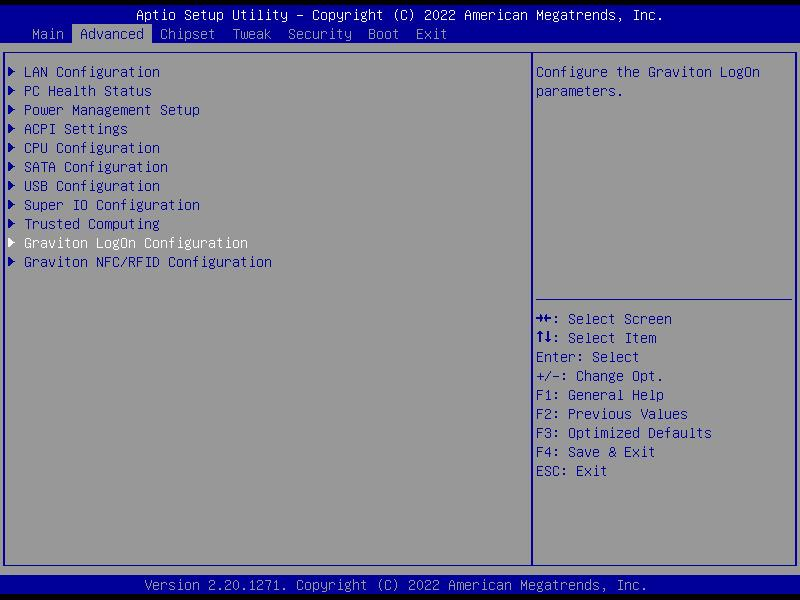 Aptio Setup Utility – Copyright (C) 2022 American Megatrends, Inc.
Main Advanced Chipset Tweak Security Boot Exit
LAN Configuration
PC Health Status
Power Management Setup
ACPI Settings
CPU Configuration
SATA Configuration
USB Configuration
Super IO Configuration
Trusted Computing
Graviton LogOn Configuration
Graviton NFC/RFID Configuration
Configure the Graviton LogOn
parameters.
→←: Select Screen
↑↓: Select Item
Enter: Select
+/–: Change Opt.
F1: General Help
F2: Previous Values
F3: Optimized Defaults
F4: Save & Exit
ESC: Exit
Version 2.20.1271. Copyright (C) 2022 American Megatrends, Inc.